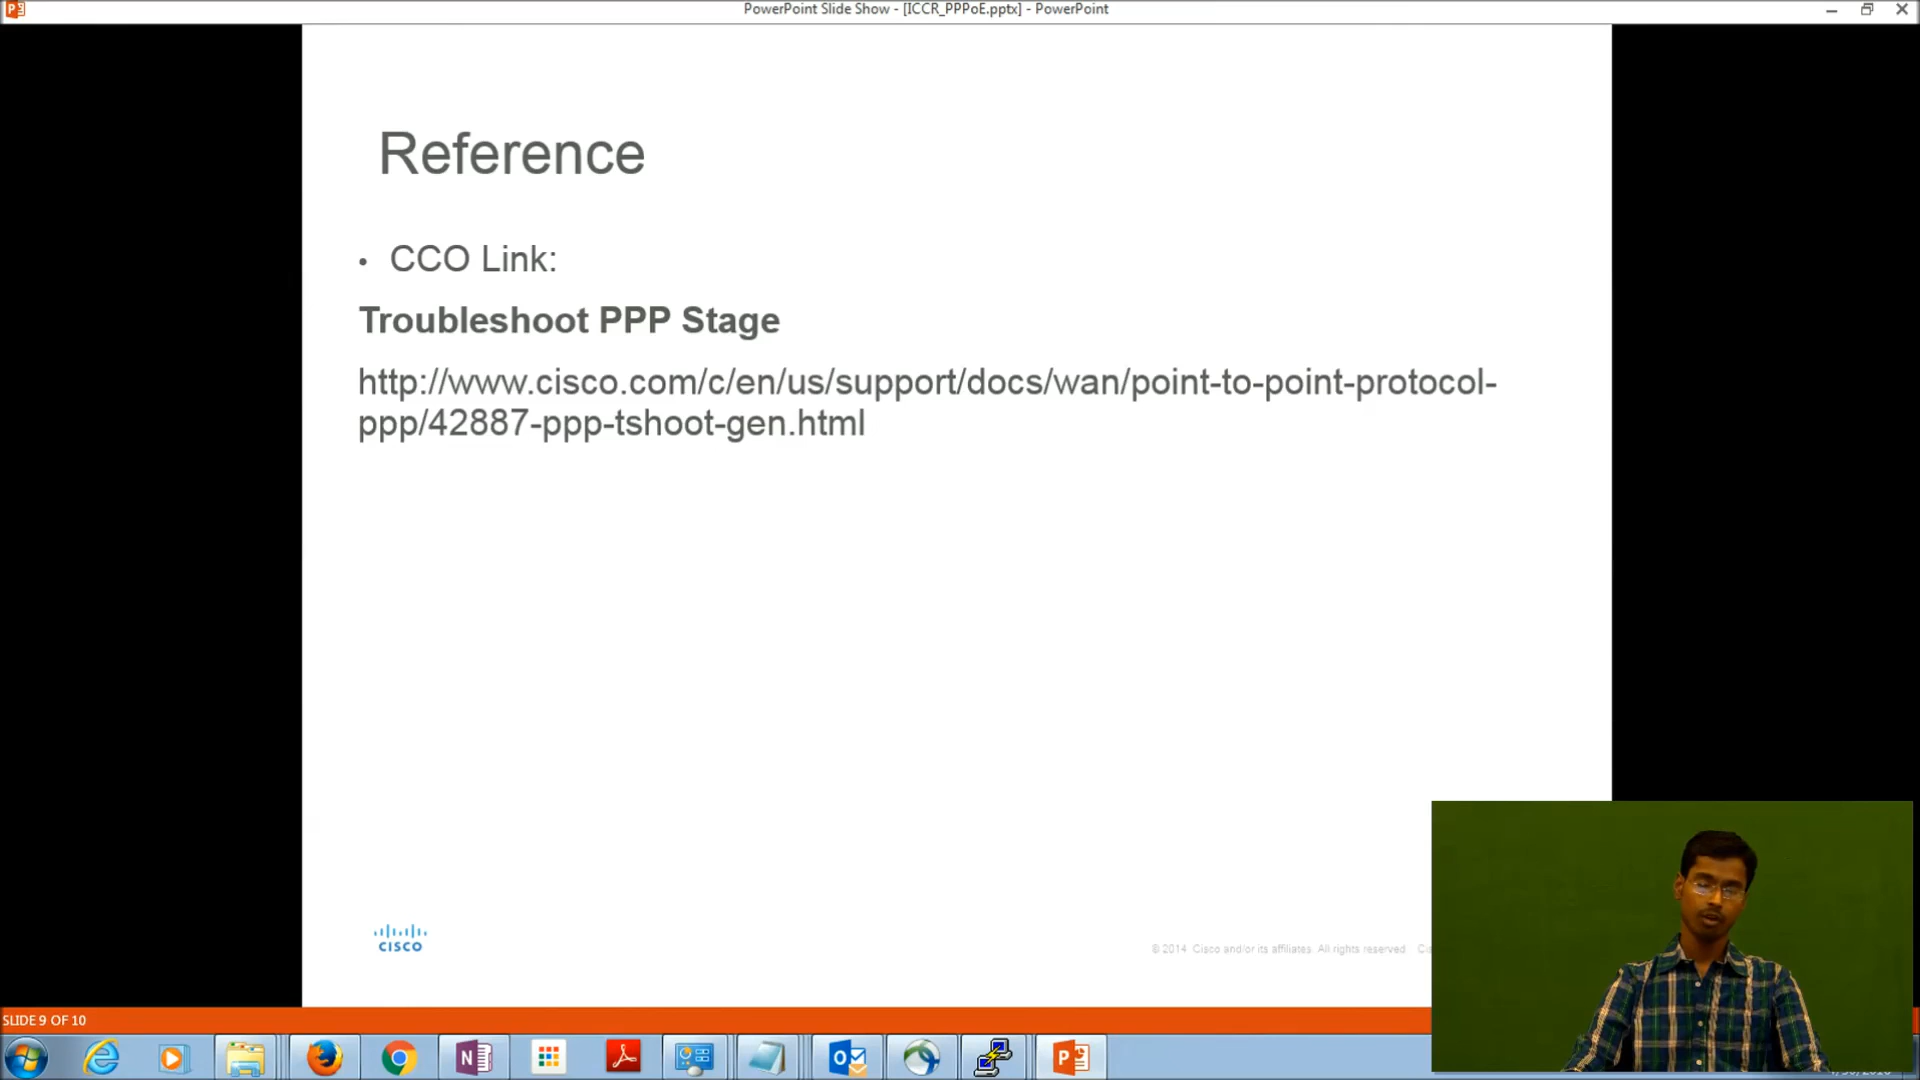 PowerPoint Slide Show - [ICCR_PPPoE.pptx] - PowerPoint
Reference
• CCO Link:
Troubleshoot PPP Stage
http://www.cisco.com/c/en/us/support/docs/wan/point-to-point-protocol-
ppp/42887-ppp-tshoot-gen.html
CISCO
© 2014 Cisco and/or its affiliates. All rights reserved.
SLIDE 9 OF 10